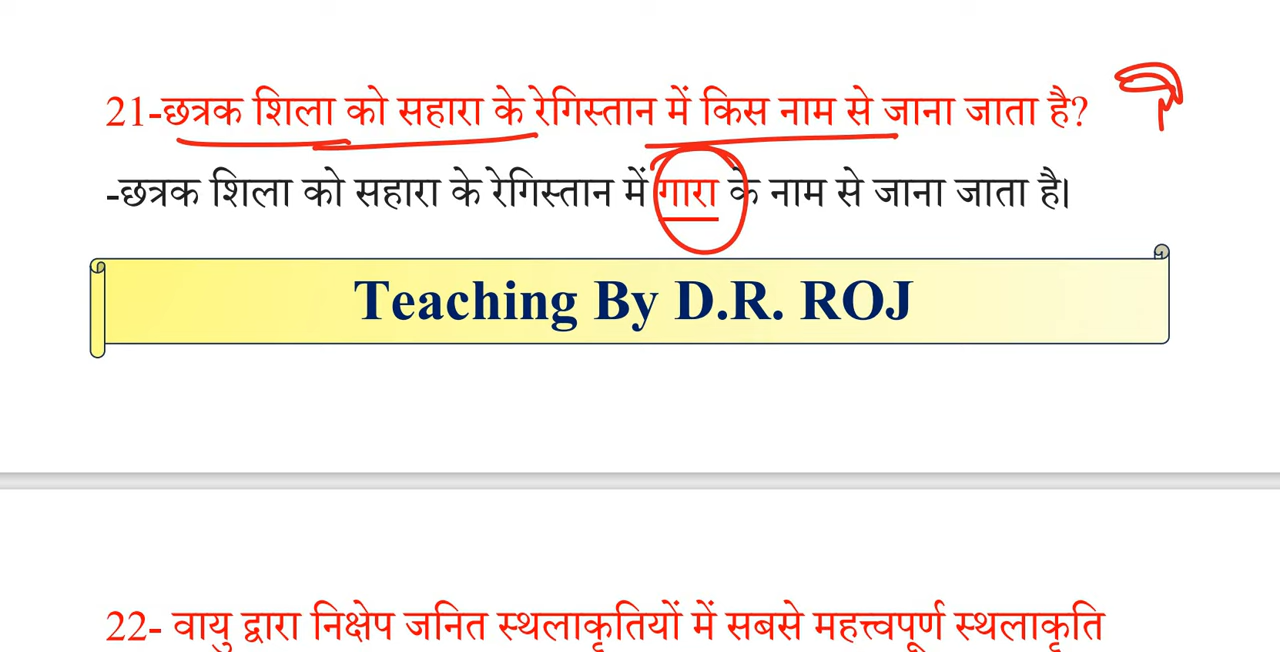 21-छत्रक शिला को सहारा के रेगिस्तान में किस नाम से जाना जाता है?
-छत्रक शिला को सहारा के रेगिस्तान में गारा के नाम से जाना जाता है।
Teaching By D.R. ROJ
22- वायु द्वारा निक्षेप जनित स्थलाकृतियों में सबसे महत्त्वपूर्ण स्थलाकृति